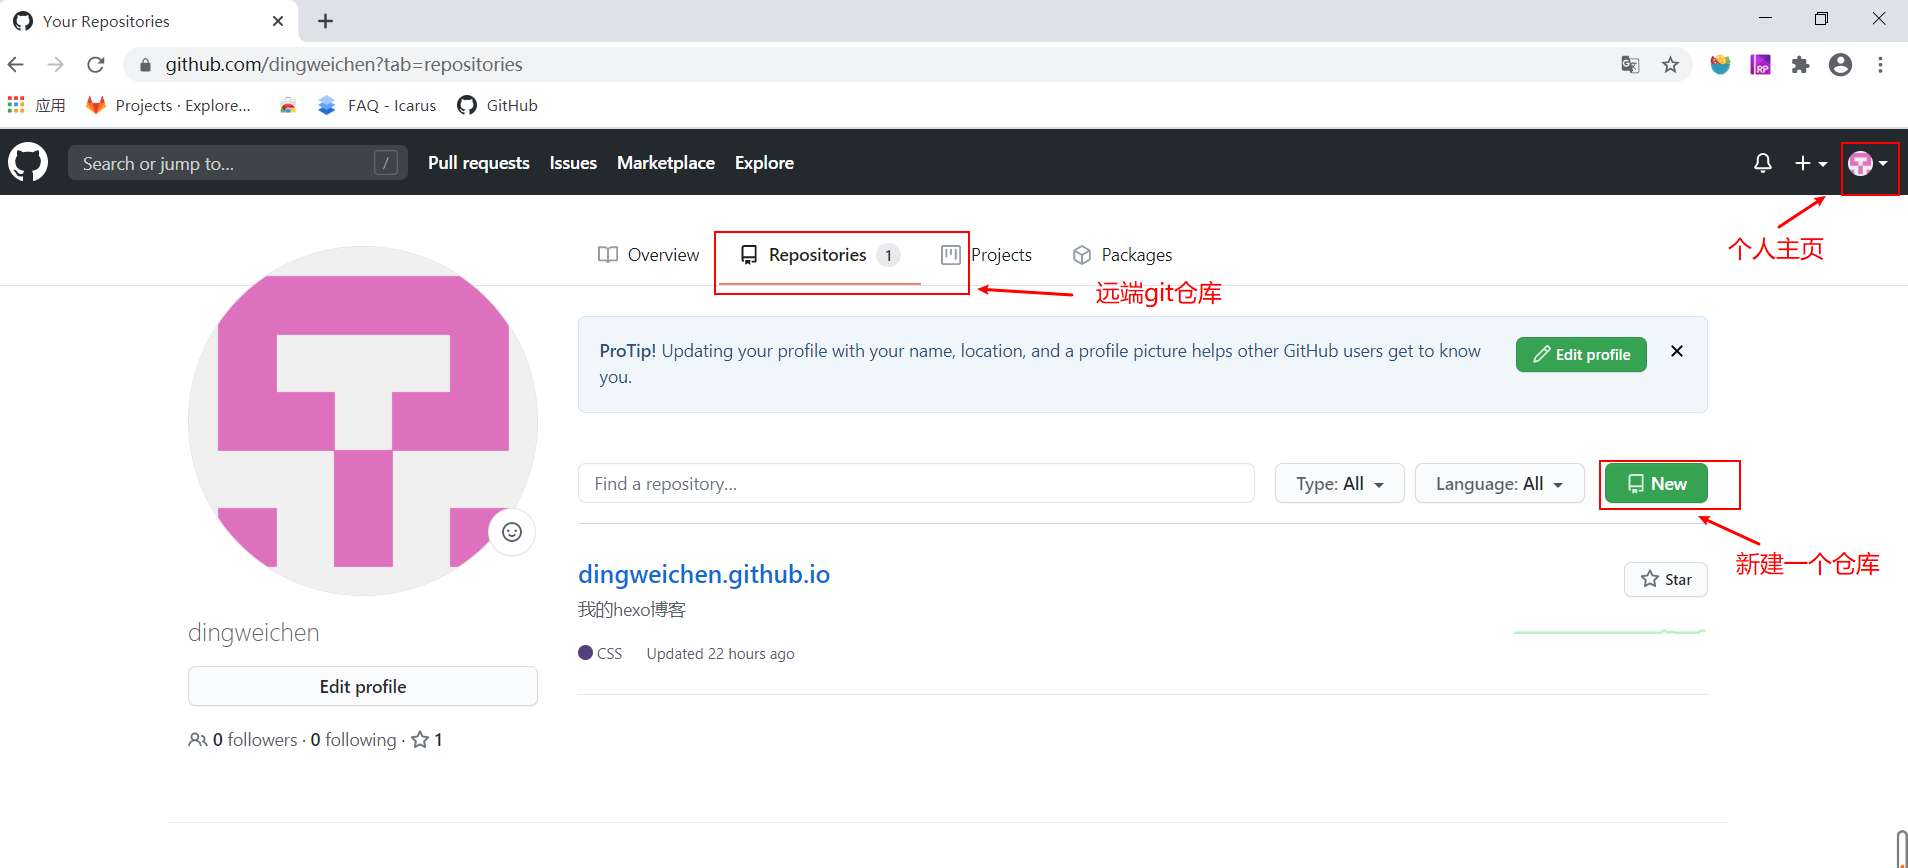 Your Repositories
github.com/dingweichen?tab=repositories
应用
Projects · Explore...
FAQ - Icarus
GitHub
Search or jump to...
/
Pull requests
Issues
Marketplace
Explore
个人主页
Overview
Repositories 1
Projects
Packages
远端git仓库
ProTip! Updating your profile with your name, location, and a profile picture helps other GitHub users get to know
you.
Edit profile
Find a repository...
Type: All
Language: All
New
新建一个仓库
dingweichen.github.io
Star
我的hexo博客
CSS
Updated 22 hours ago
dingweichen
Edit profile
0 followers · 0 following · 1
RP